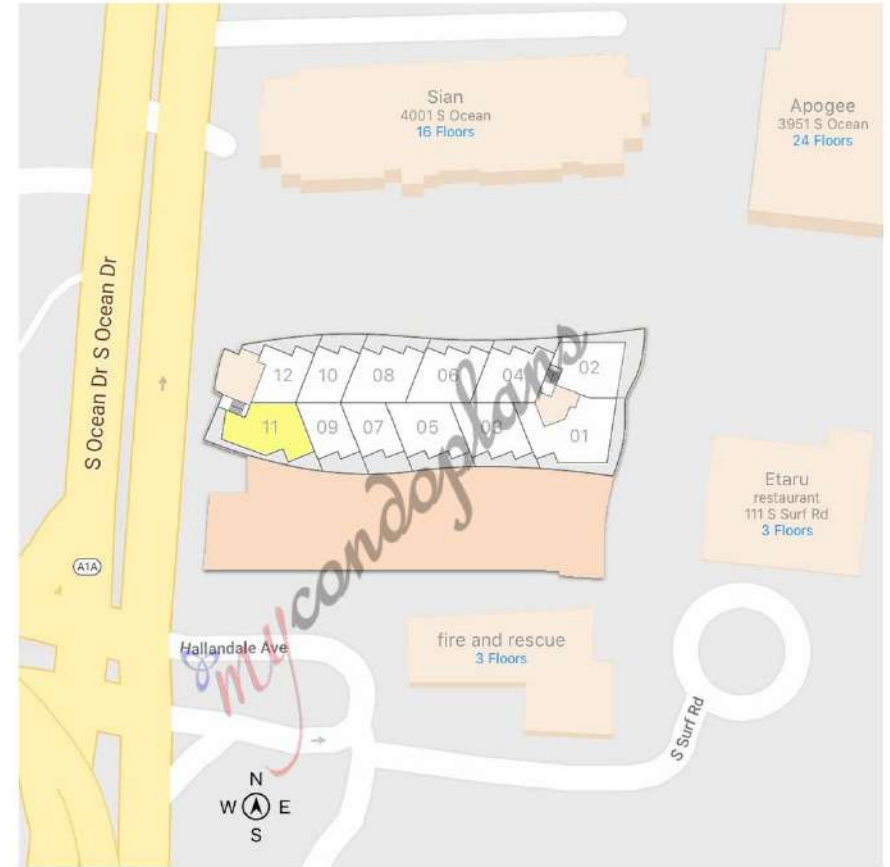 Sian
4001 S Ocean
16 Floors
Apogee
3951 S Ocean
24 Floors
S Ocean Dr S Ocean Dr
12
10
08
06
04
02
11
09
07
05
03
01
mycondoplans
Etaru
restaurant
111 S Surf Rd
3 Floors
A1A
Hallandale Ave
fire and rescue
3 Floors
S Surf Rd
N
W E
S